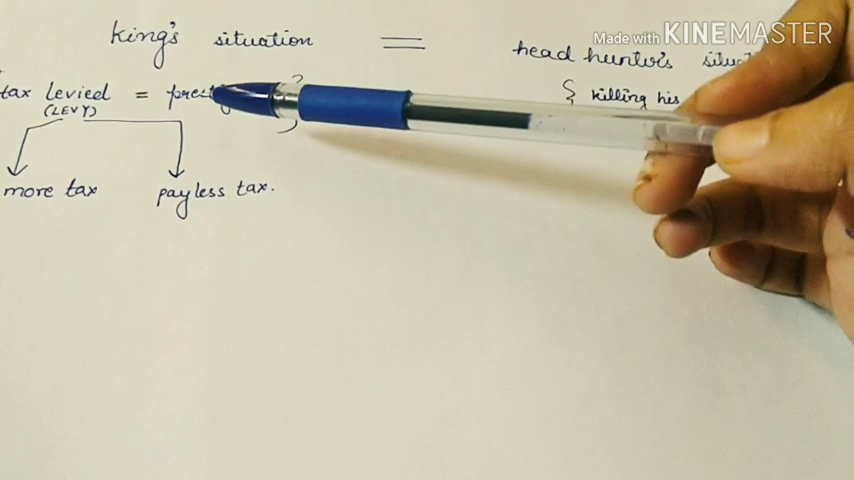 Made with KINEMASTER
king's situation =
head hunter's
tax levied =
(LEVY)
killing his
more tax
pay less tax.